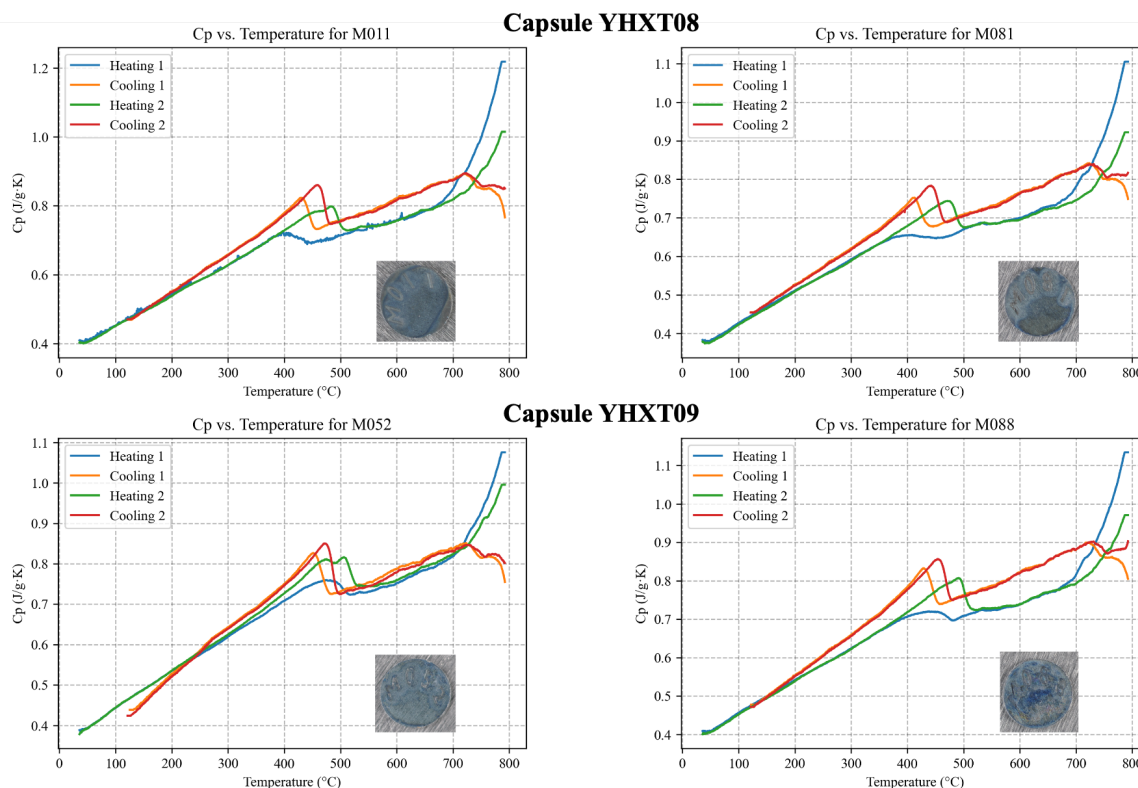 Capsule YHXT08
Cp vs. Temperature for M011
Heating 1
Cooling 1
Heating 2
Cooling 2
Cp (J/g·K)
1.2
1.0
0.8
0.6
0.4
0 100 200 300 400 500 600 700 800
Temperature (°C)
Cp vs. Temperature for M081
Heating 1
Cooling 1
Heating 2
Cooling 2
Cp (J/g·K)
1.1
1.0
0.9
0.8
0.7
0.6
0.5
0.4
0 100 200 300 400 500 600 700 800
Temperature (°C)
Capsule YHXT09
Cp vs. Temperature for M052
Heating 1
Cooling 1
Heating 2
Cooling 2
Cp (J/g·K)
1.1
1.0
0.9
0.8
0.7
0.6
0.5
0.4
0 100 200 300 400 500 600 700 800
Temperature (°C)
Cp vs. Temperature for M088
Heating 1
Cooling 1
Heating 2
Cooling 2
Cp (J/g·K)
1.1
1.0
0.9
0.8
0.7
0.6
0.5
0.4
0 100 200 300 400 500 600 700 800
Temperature (°C)